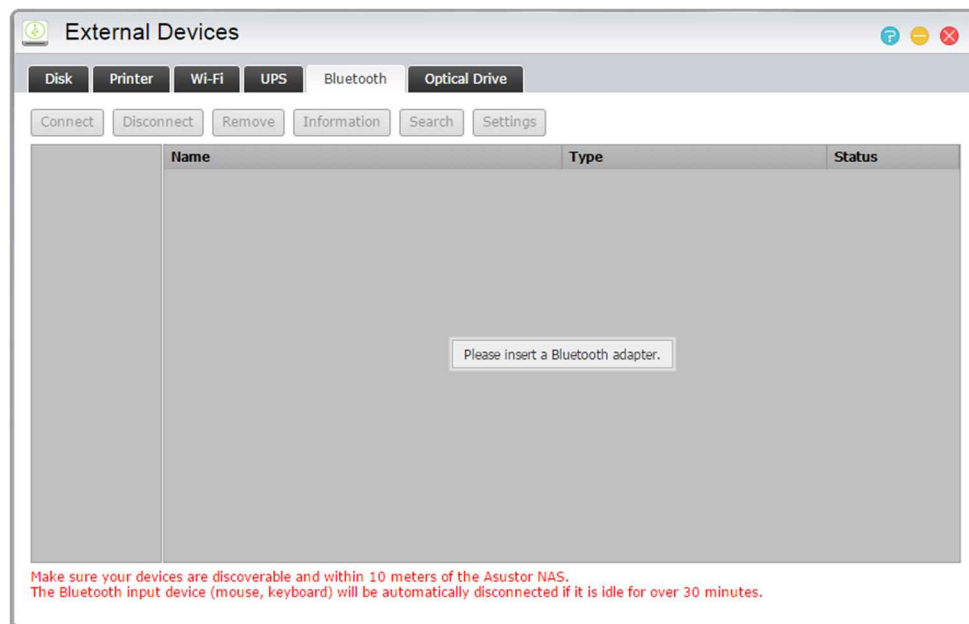 External Devices
?
Disk Printer Wi-Fi UPS Bluetooth Optical Drive
Connect Disconnect Remove Information Search Settings
Name Type Status
Please insert a Bluetooth adapter.
Make sure your devices are discoverable and within 10 meters of the Asustor NAS.
The Bluetooth input device (mouse, keyboard) will be automatically disconnected if it is idle for over 30 minutes.